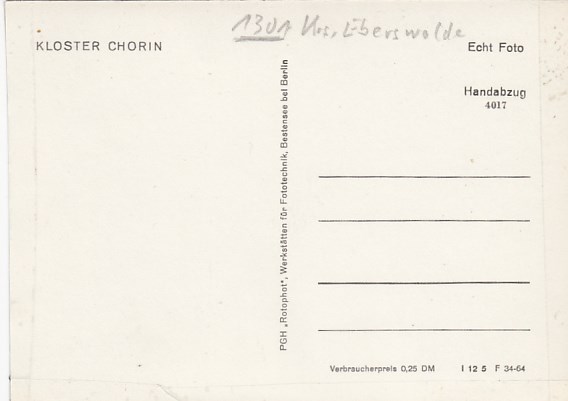 1301 Krs. Eberswalde
KLOSTER CHORIN
Echt Foto
Handabzug
4017
PGH „Rotophot", Werkstätten für Fototechnik, Bestensee bei Berlin
Verbraucherpreis 0,25 DM I 12 5 F 34-64